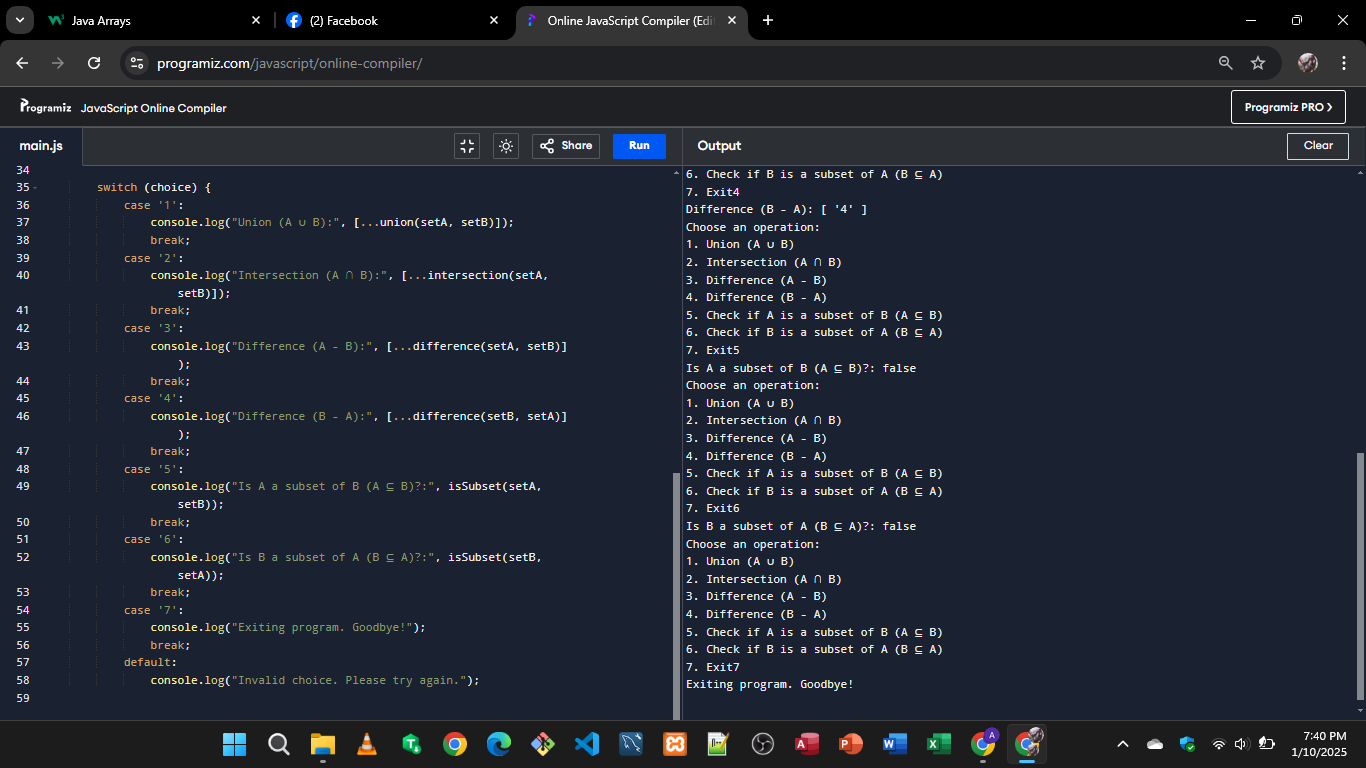 Java Arrays
(2) Facebook
Online JavaScript Compiler (Edi
programiz.com/javascript/online-compiler/
Programiz JavaScript Online Compiler
Programiz PRO >
main.js
Share
Run
Output
Clear
34
35 switch (choice) {
36 case '1':
37 console.log("Union (A ∪ B):", [...union(setA, setB)]);
38 break;
39 case '2':
40 console.log("Intersection (A ∩ B):", [...intersection(setA,
setB)]);
41 break;
42 case '3':
43 console.log("Difference (A - B):", [...difference(setA, setB)]
);
44 break;
45 case '4':
46 console.log("Difference (B - A):", [...difference(setB, setA)]
);
47 break;
48 case '5':
49 console.log("Is A a subset of B (A ⊆ B)?:", isSubset(setA,
setB));
50 break;
51 case '6':
52 console.log("Is B a subset of A (B ⊆ A)?:", isSubset(setB,
setA));
53 break;
54 case '7':
55 console.log("Exiting program. Goodbye!");
56 break;
57 default:
58 console.log("Invalid choice. Please try again.");
59
6. Check if B is a subset of A (B ⊆ A)
7. Exit4
Difference (B - A): [ '4' ]
Choose an operation:
1. Union (A ∪ B)
2. Intersection (A ∩ B)
3. Difference (A - B)
4. Difference (B - A)
5. Check if A is a subset of B (A ⊆ B)
6. Check if B is a subset of A (B ⊆ A)
7. Exit5
Is A a subset of B (A ⊆ B)?: false
Choose an operation:
1. Union (A ∪ B)
2. Intersection (A ∩ B)
3. Difference (A - B)
4. Difference (B - A)
5. Check if A is a subset of B (A ⊆ B)
6. Check if B is a subset of A (B ⊆ A)
7. Exit6
Is B a subset of A (B ⊆ A)?: false
Choose an operation:
1. Union (A ∪ B)
2. Intersection (A ∩ B)
3. Difference (A - B)
4. Difference (B - A)
5. Check if A is a subset of B (A ⊆ B)
6. Check if B is a subset of A (B ⊆ A)
7. Exit7
Exiting program. Goodbye!
7:40 PM
1/10/2025